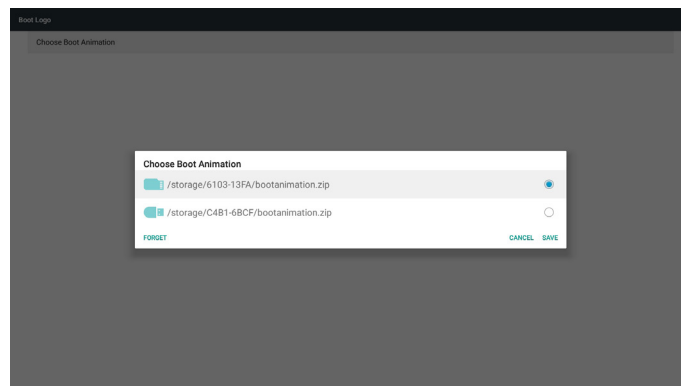 Boot Logo
Choose Boot Animation
Choose Boot Animation
/storage/6103-13FA/bootanimation.zip
/storage/C4B1-6BCF/bootanimation.zip
FORGET CANCEL SAVE